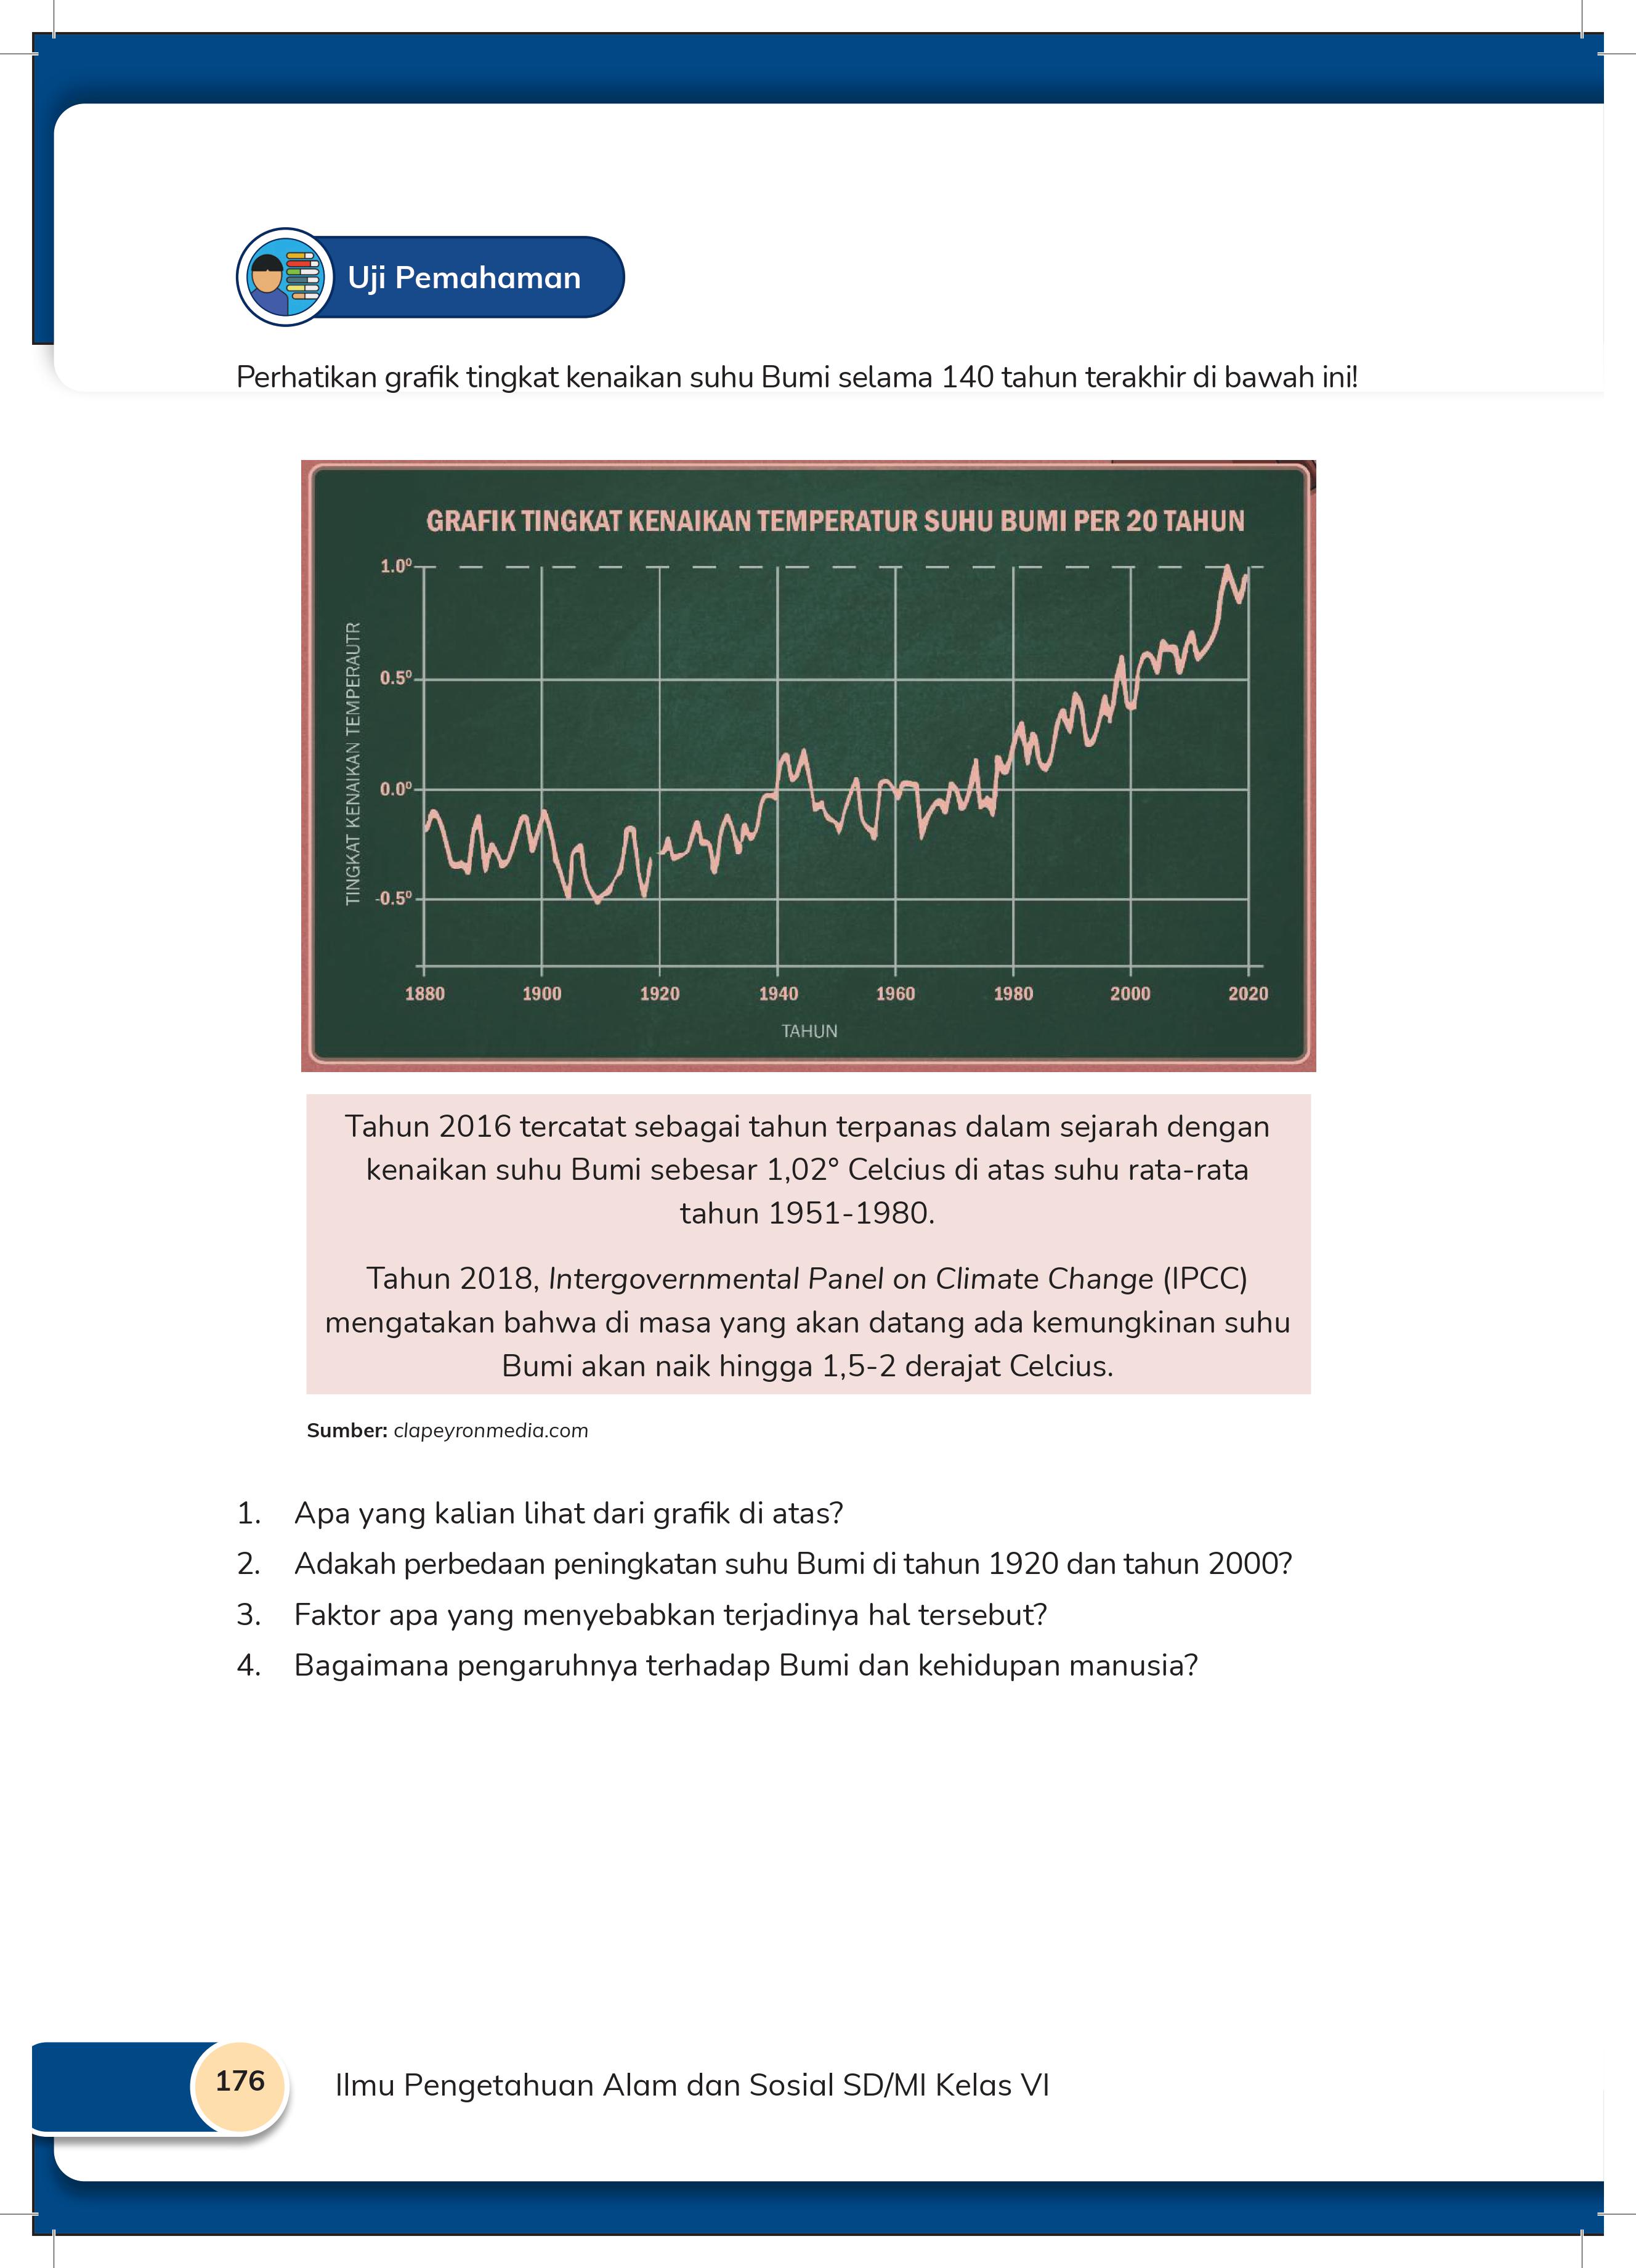 Uji Pemahaman
Perhatikan grafik tingkat kenaikan suhu Bumi selama 140 tahun terakhir di bawah ini!
GRAFIK TINGKAT KENAIKAN TEMPERATUR SUHU BUMI PER 20 TAHUN
TINGKAT KENAIKAN TEMPERAUTR
1.0⁰
0.5⁰
0.0⁰
-0.5⁰
1880 1900 1920 1940 1960 1980 2000 2020
TAHUN
Tahun 2016 tercatat sebagai tahun terpanas dalam sejarah dengan
kenaikan suhu Bumi sebesar 1,02° Celcius di atas suhu rata-rata
tahun 1951-1980.
Tahun 2018, Intergovernmental Panel on Climate Change (IPCC)
mengatakan bahwa di masa yang akan datang ada kemungkinan suhu
Bumi akan naik hingga 1,5-2 derajat Celcius.
Sumber: clapeyronmedia.com
1. Apa yang kalian lihat dari grafik di atas?
2. Adakah perbedaan peningkatan suhu Bumi di tahun 1920 dan tahun 2000?
3. Faktor apa yang menyebabkan terjadinya hal tersebut?
4. Bagaimana pengaruhnya terhadap Bumi dan kehidupan manusia?
176 Ilmu Pengetahuan Alam dan Sosial SD/MI Kelas VI